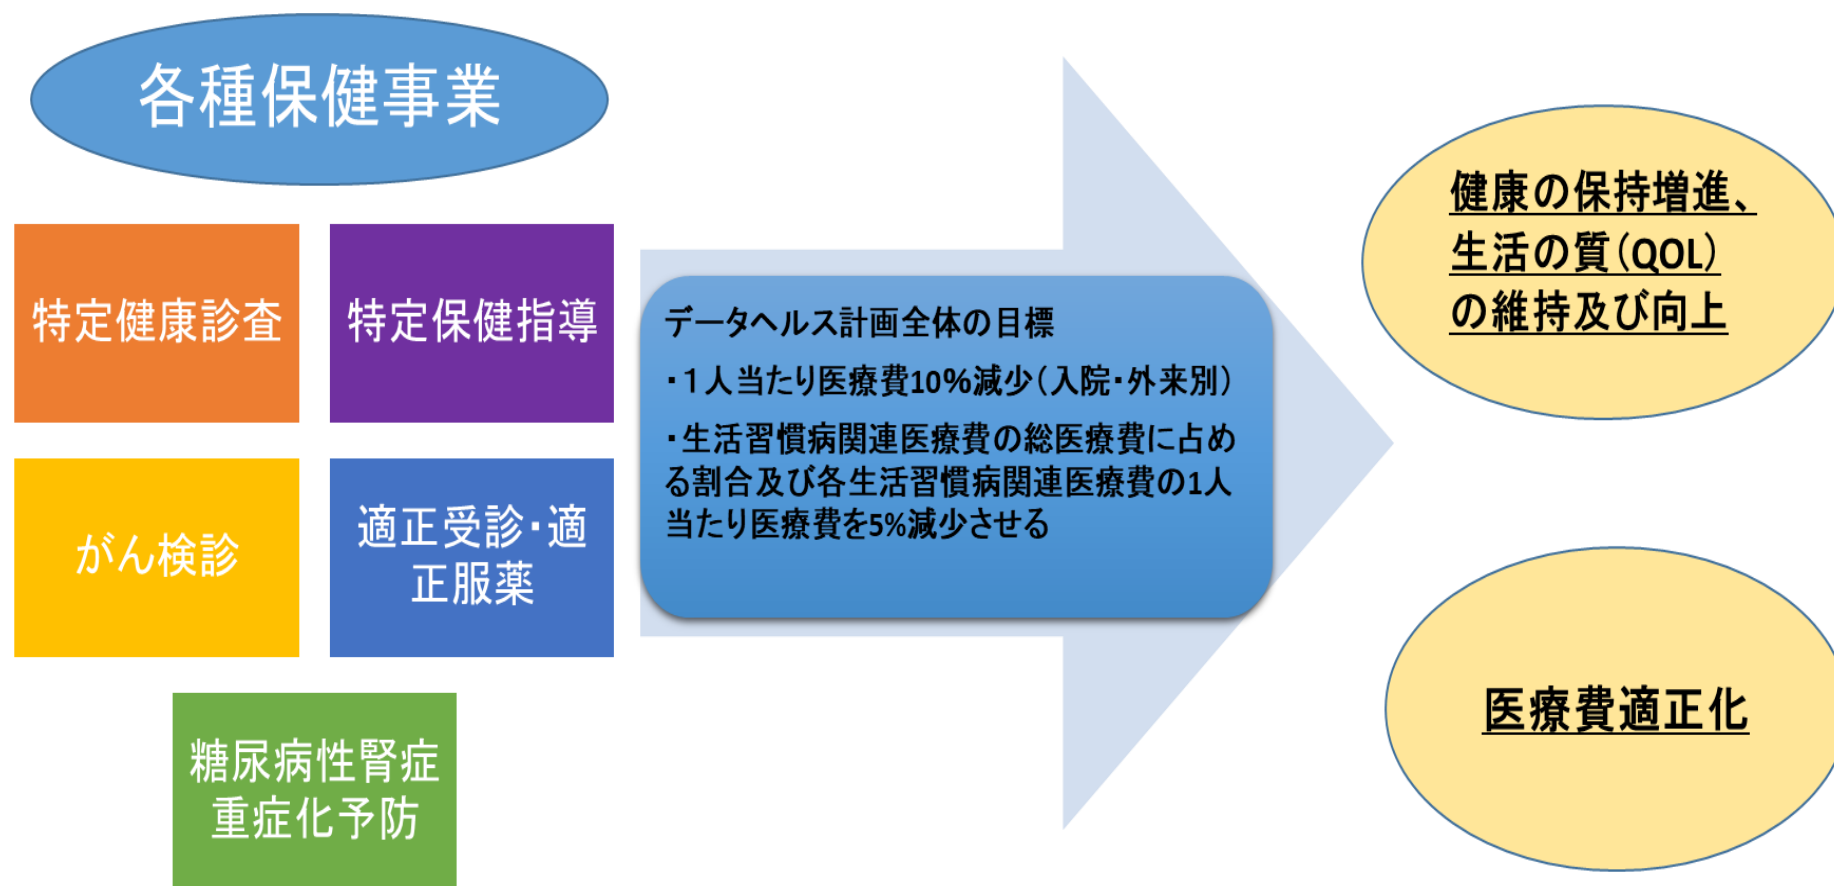 各種保健事業
特定健康診査
特定保健指導
がん検診
適正受診・適
正服薬
糖尿病性腎症
重症化予防
データヘルス計画全体の目標
・１人当たり医療費10％減少（入院・外来別）
・生活習慣病関連医療費の総医療費に占め
る割合及び各生活習慣病関連医療費の1人
当たり医療費を5%減少させる
健康の保持増進、
生活の質（QOL）
の維持及び向上
医療費適正化